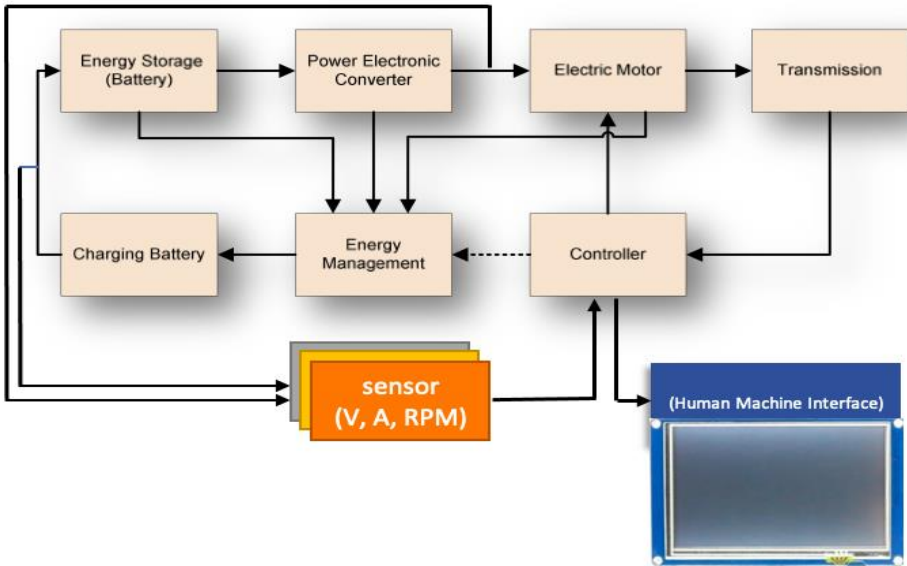 Energy Storage
(Battery)
Power Electronic
Converter
Electric Motor
Transmission
Charging Battery
Energy
Management
Controller
sensor
(V, A, RPM)
(Human Machine Interface)